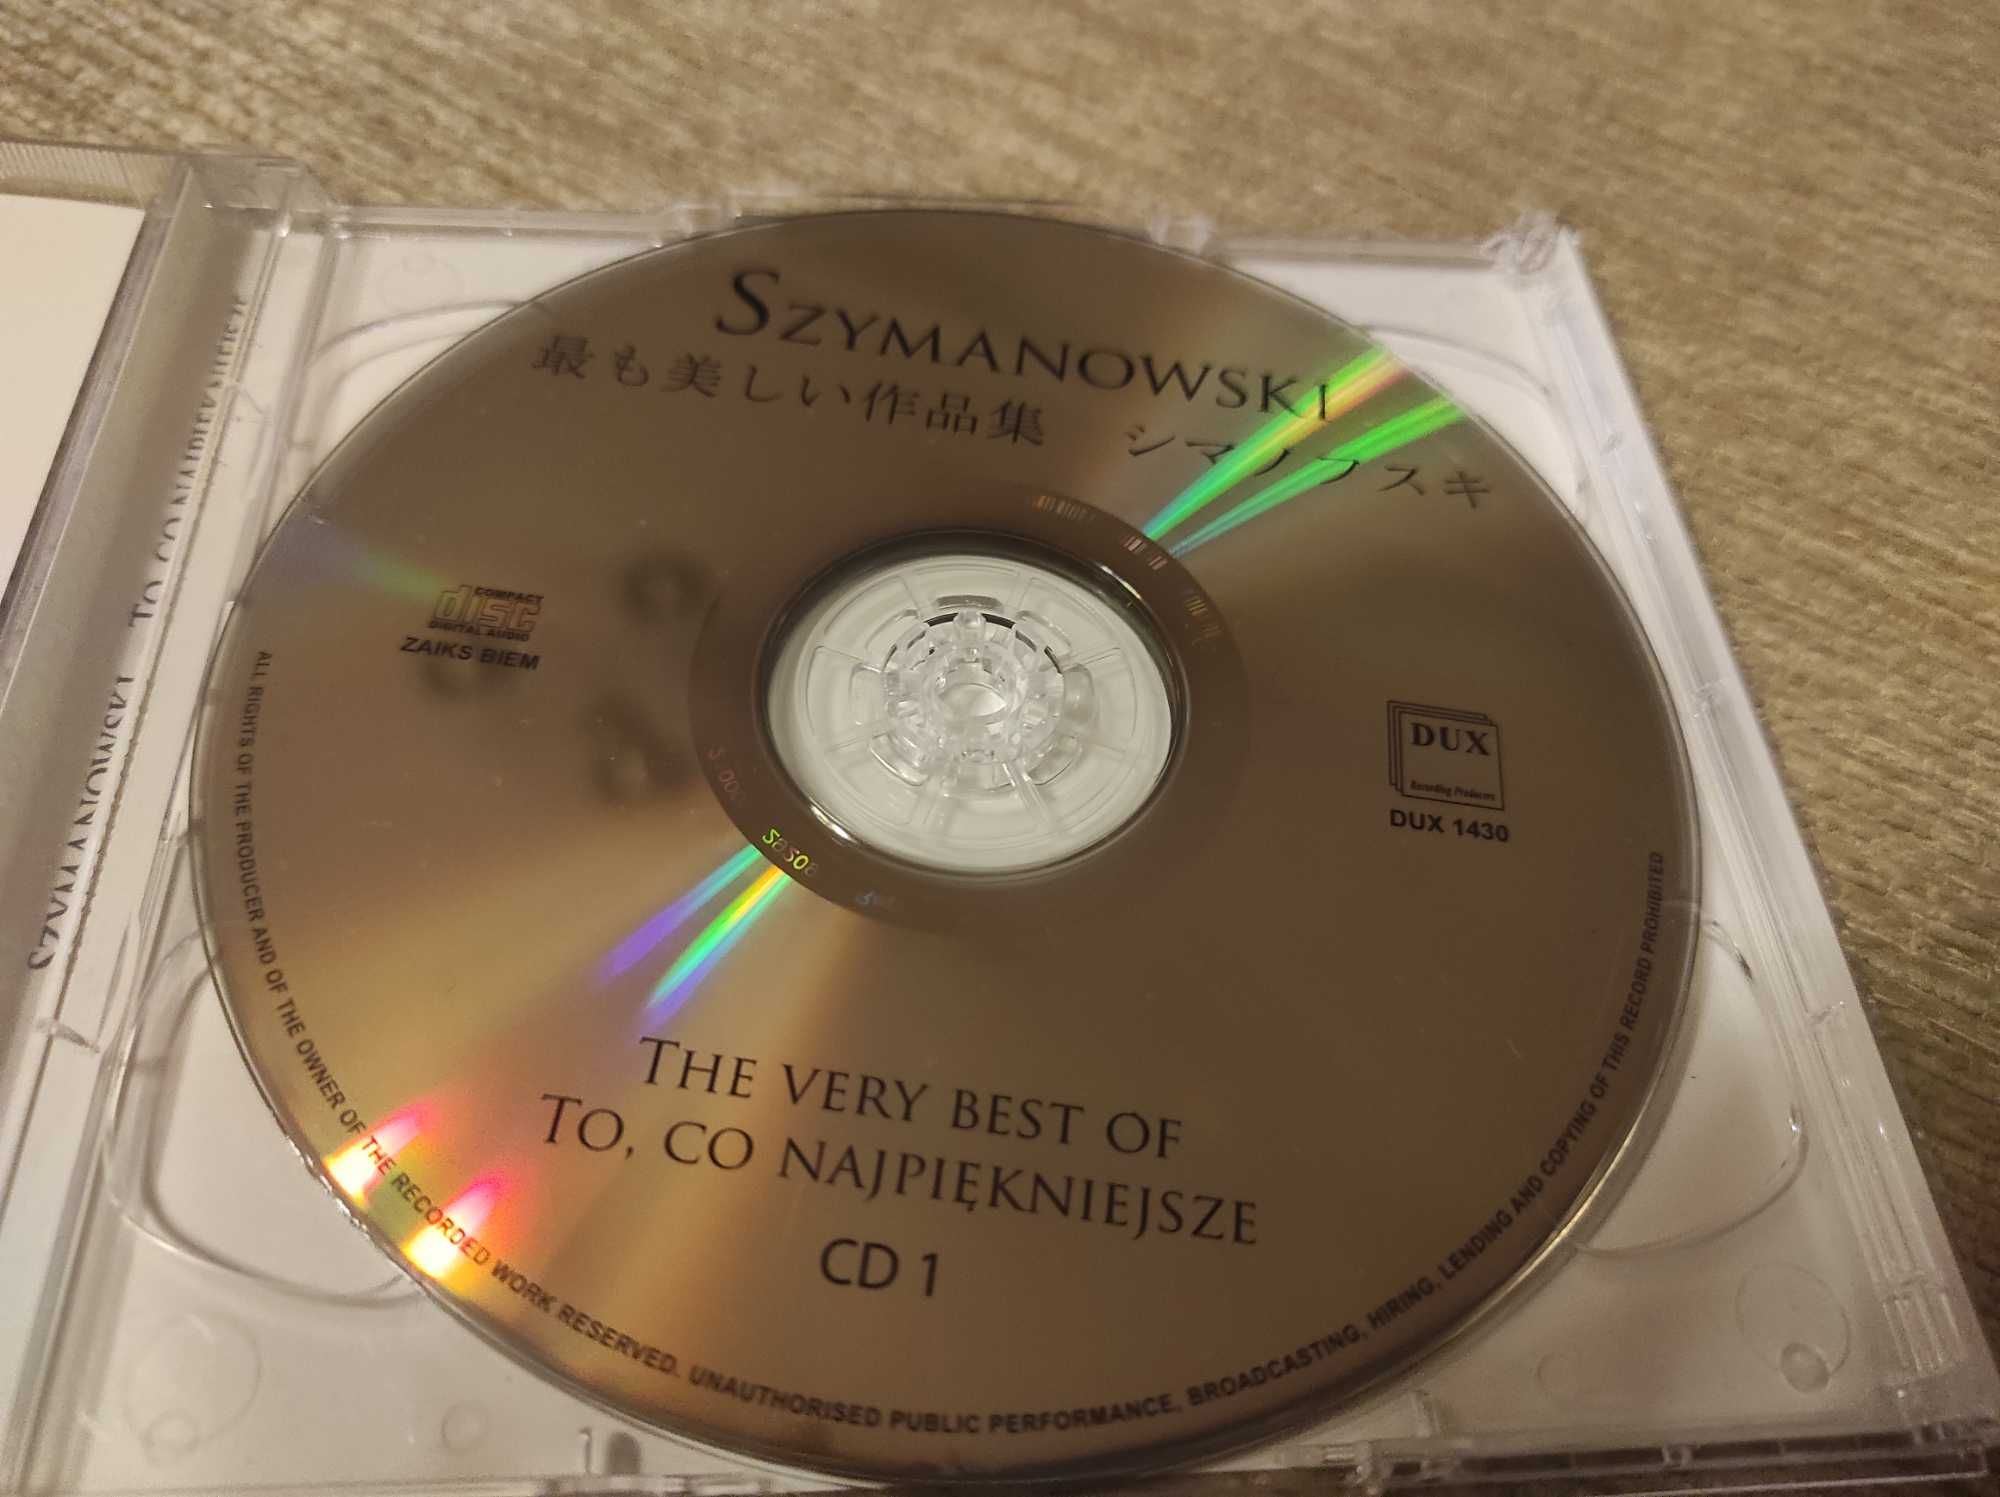 SZYMANOWSKI
最も美しい作品集 シマノフスキ
COMPACT
disc
DIGITAL AUDIO
ZAIKS BIEM
DUX
Recording Producers
DUX 1430
THE VERY BEST OF
TO, CO NAJPIĘKNIEJSZE
CD 1
ALL RIGHTS OF THE PRODUCER AND OF THE OWNER OF THE RECORDED WORK RESERVED. UNAUTHORISED PUBLIC PERFORMANCE, BROADCASTING, HIRING, LENDING AND COPYING OF THIS RECORD PROHIBITED
SZYMANOWSKI TO, CO NAJPIĘKNIEJSZE